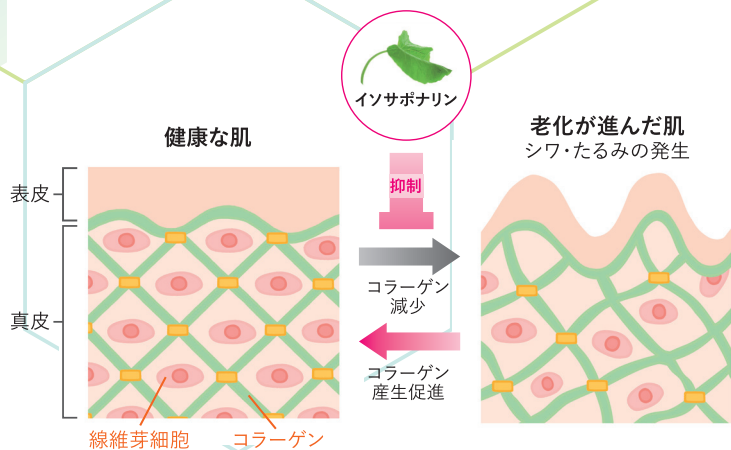 イソサポナリン
健康な肌
老化が進んだ肌
シワ・たるみの発生
抑制
表皮
真皮
コラーゲン
減少
コラーゲン
産生促進
線維芽細胞
コラーゲン